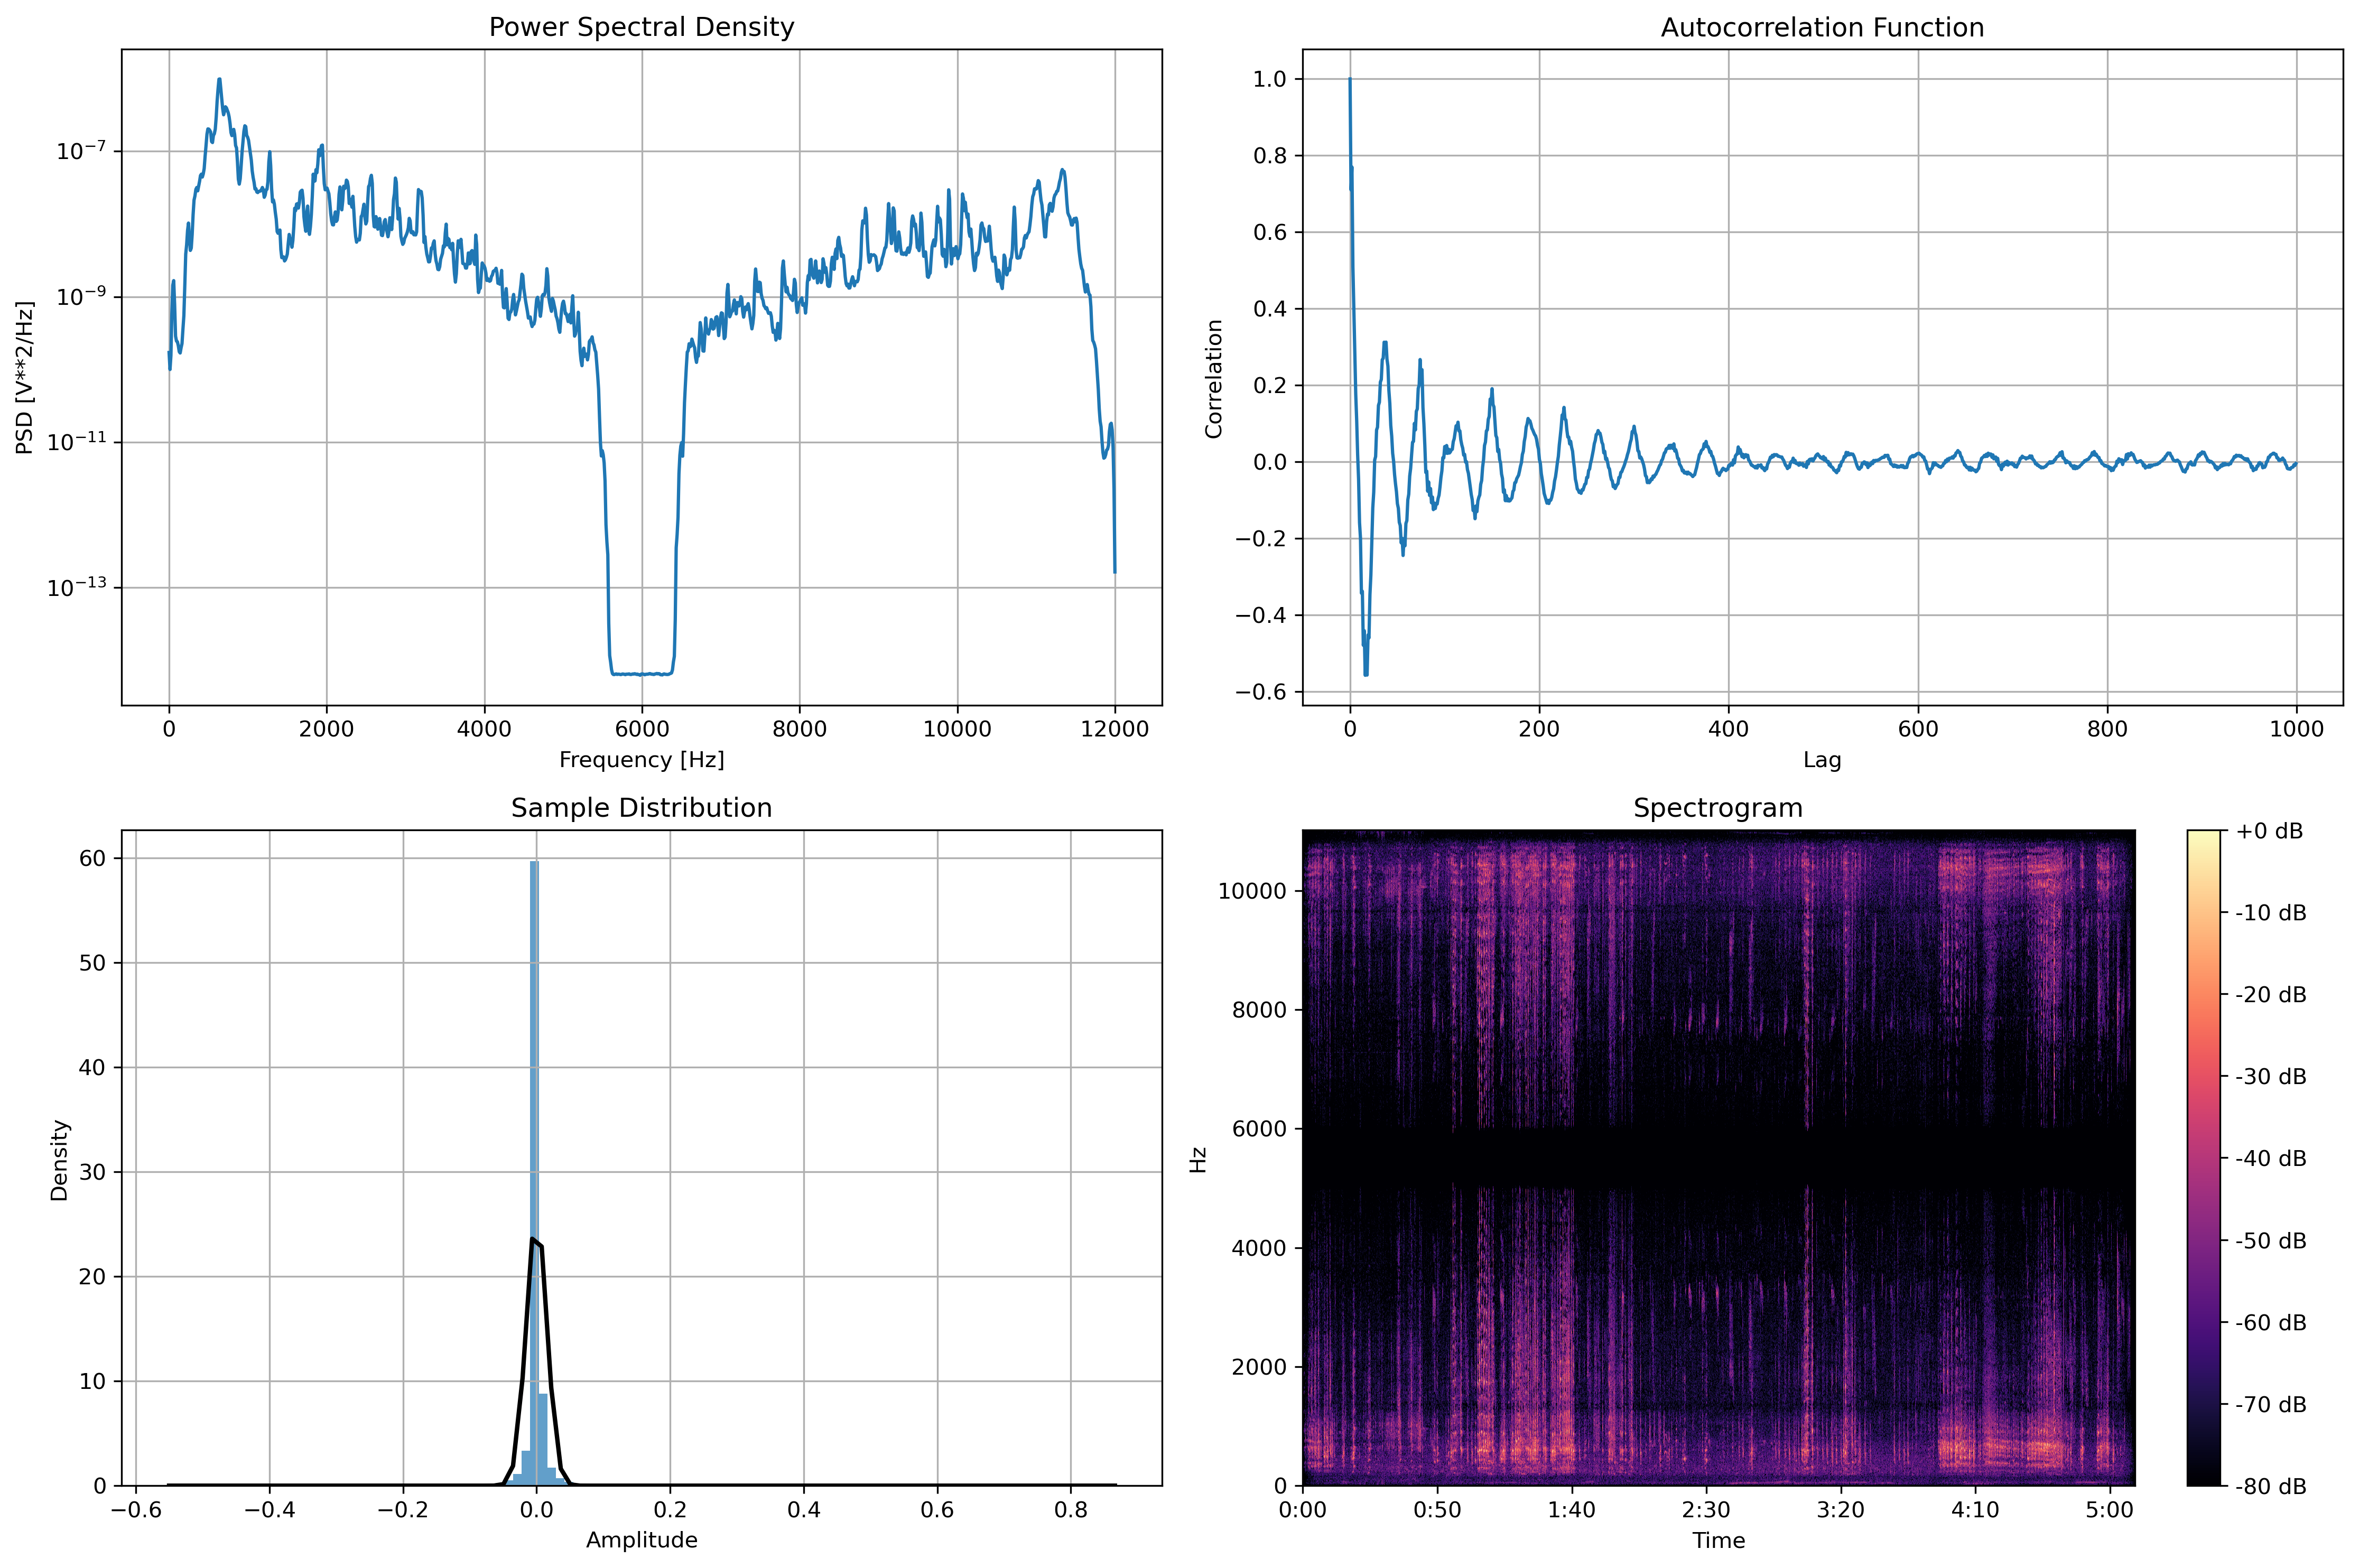 Power Spectral Density
10⁻⁷
10⁻⁹
10⁻¹¹
10⁻¹³
PSD [V**2/Hz]
0 2000 4000 6000 8000 10000 12000
Frequency [Hz]
Autocorrelation Function
1.0
0.8
0.6
0.4
0.2
0.0
−0.2
−0.4
−0.6
Correlation
0 200 400 600 800 1000
Lag
Sample Distribution
60
50
40
30
20
10
0
Density
−0.6 −0.4 −0.2 0.0 0.2 0.4 0.6 0.8
Amplitude
Spectrogram
10000
8000
6000
4000
2000
0
Hz
0:00 0:50 1:40 2:30 3:20 4:10 5:00
Time
+0 dB
-10 dB
-20 dB
-30 dB
-40 dB
-50 dB
-60 dB
-70 dB
-80 dB